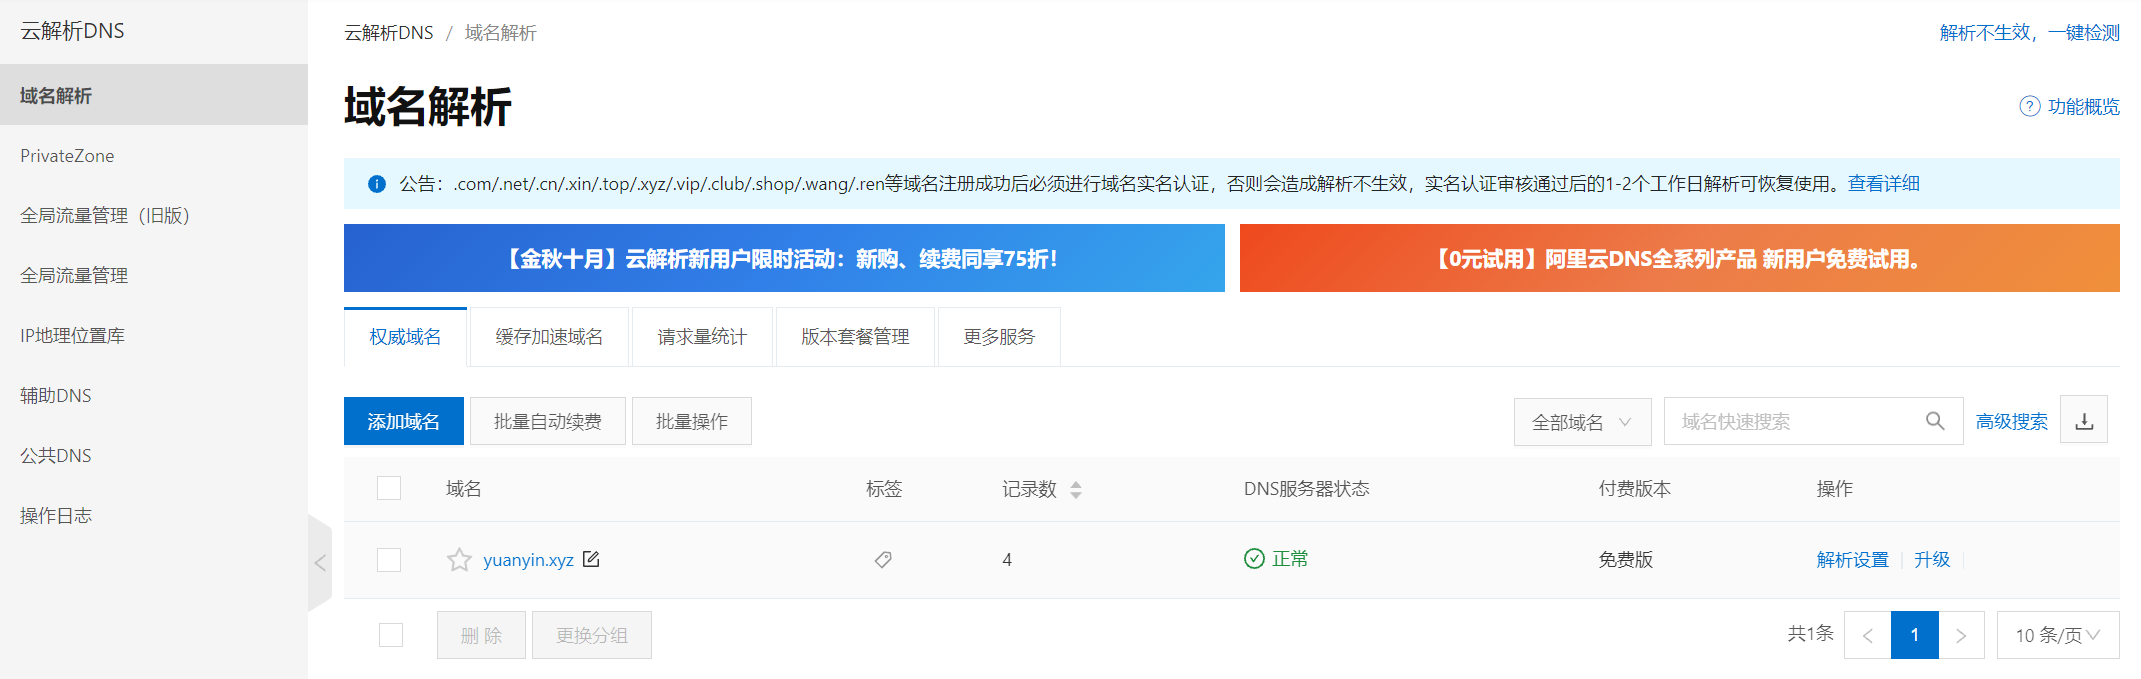 云解析DNS
域名解析
PrivateZone
全局流量管理（旧版）
全局流量管理
IP地理位置库
辅助DNS
公共DNS
操作日志
云解析DNS / 域名解析
解析不生效，一键检测
域名解析
? 功能概览
公告：.com/.net/.cn/.xin/.top/.xyz/.vip/.club/.shop/.wang/.ren等域名注册成功后必须进行域名实名认证，否则会造成解析不生效，实名认证审核通过后的1-2个工作日解析可恢复使用。查看详细
【金秋十月】云解析新用户限时活动：新购、续费同享75折！
【0元试用】阿里云DNS全系列产品 新用户免费试用。
权威域名 缓存加速域名 请求量统计 版本套餐管理 更多服务
添加域名 批量自动续费 批量操作 全部域名 域名快速搜索 高级搜索
域名 标签 记录数 DNS服务器状态 付费版本 操作
yuanyin.xyz 4 正常 免费版 解析设置 升级
删 除 更换分组 共1条 < 1 > 10 条/页